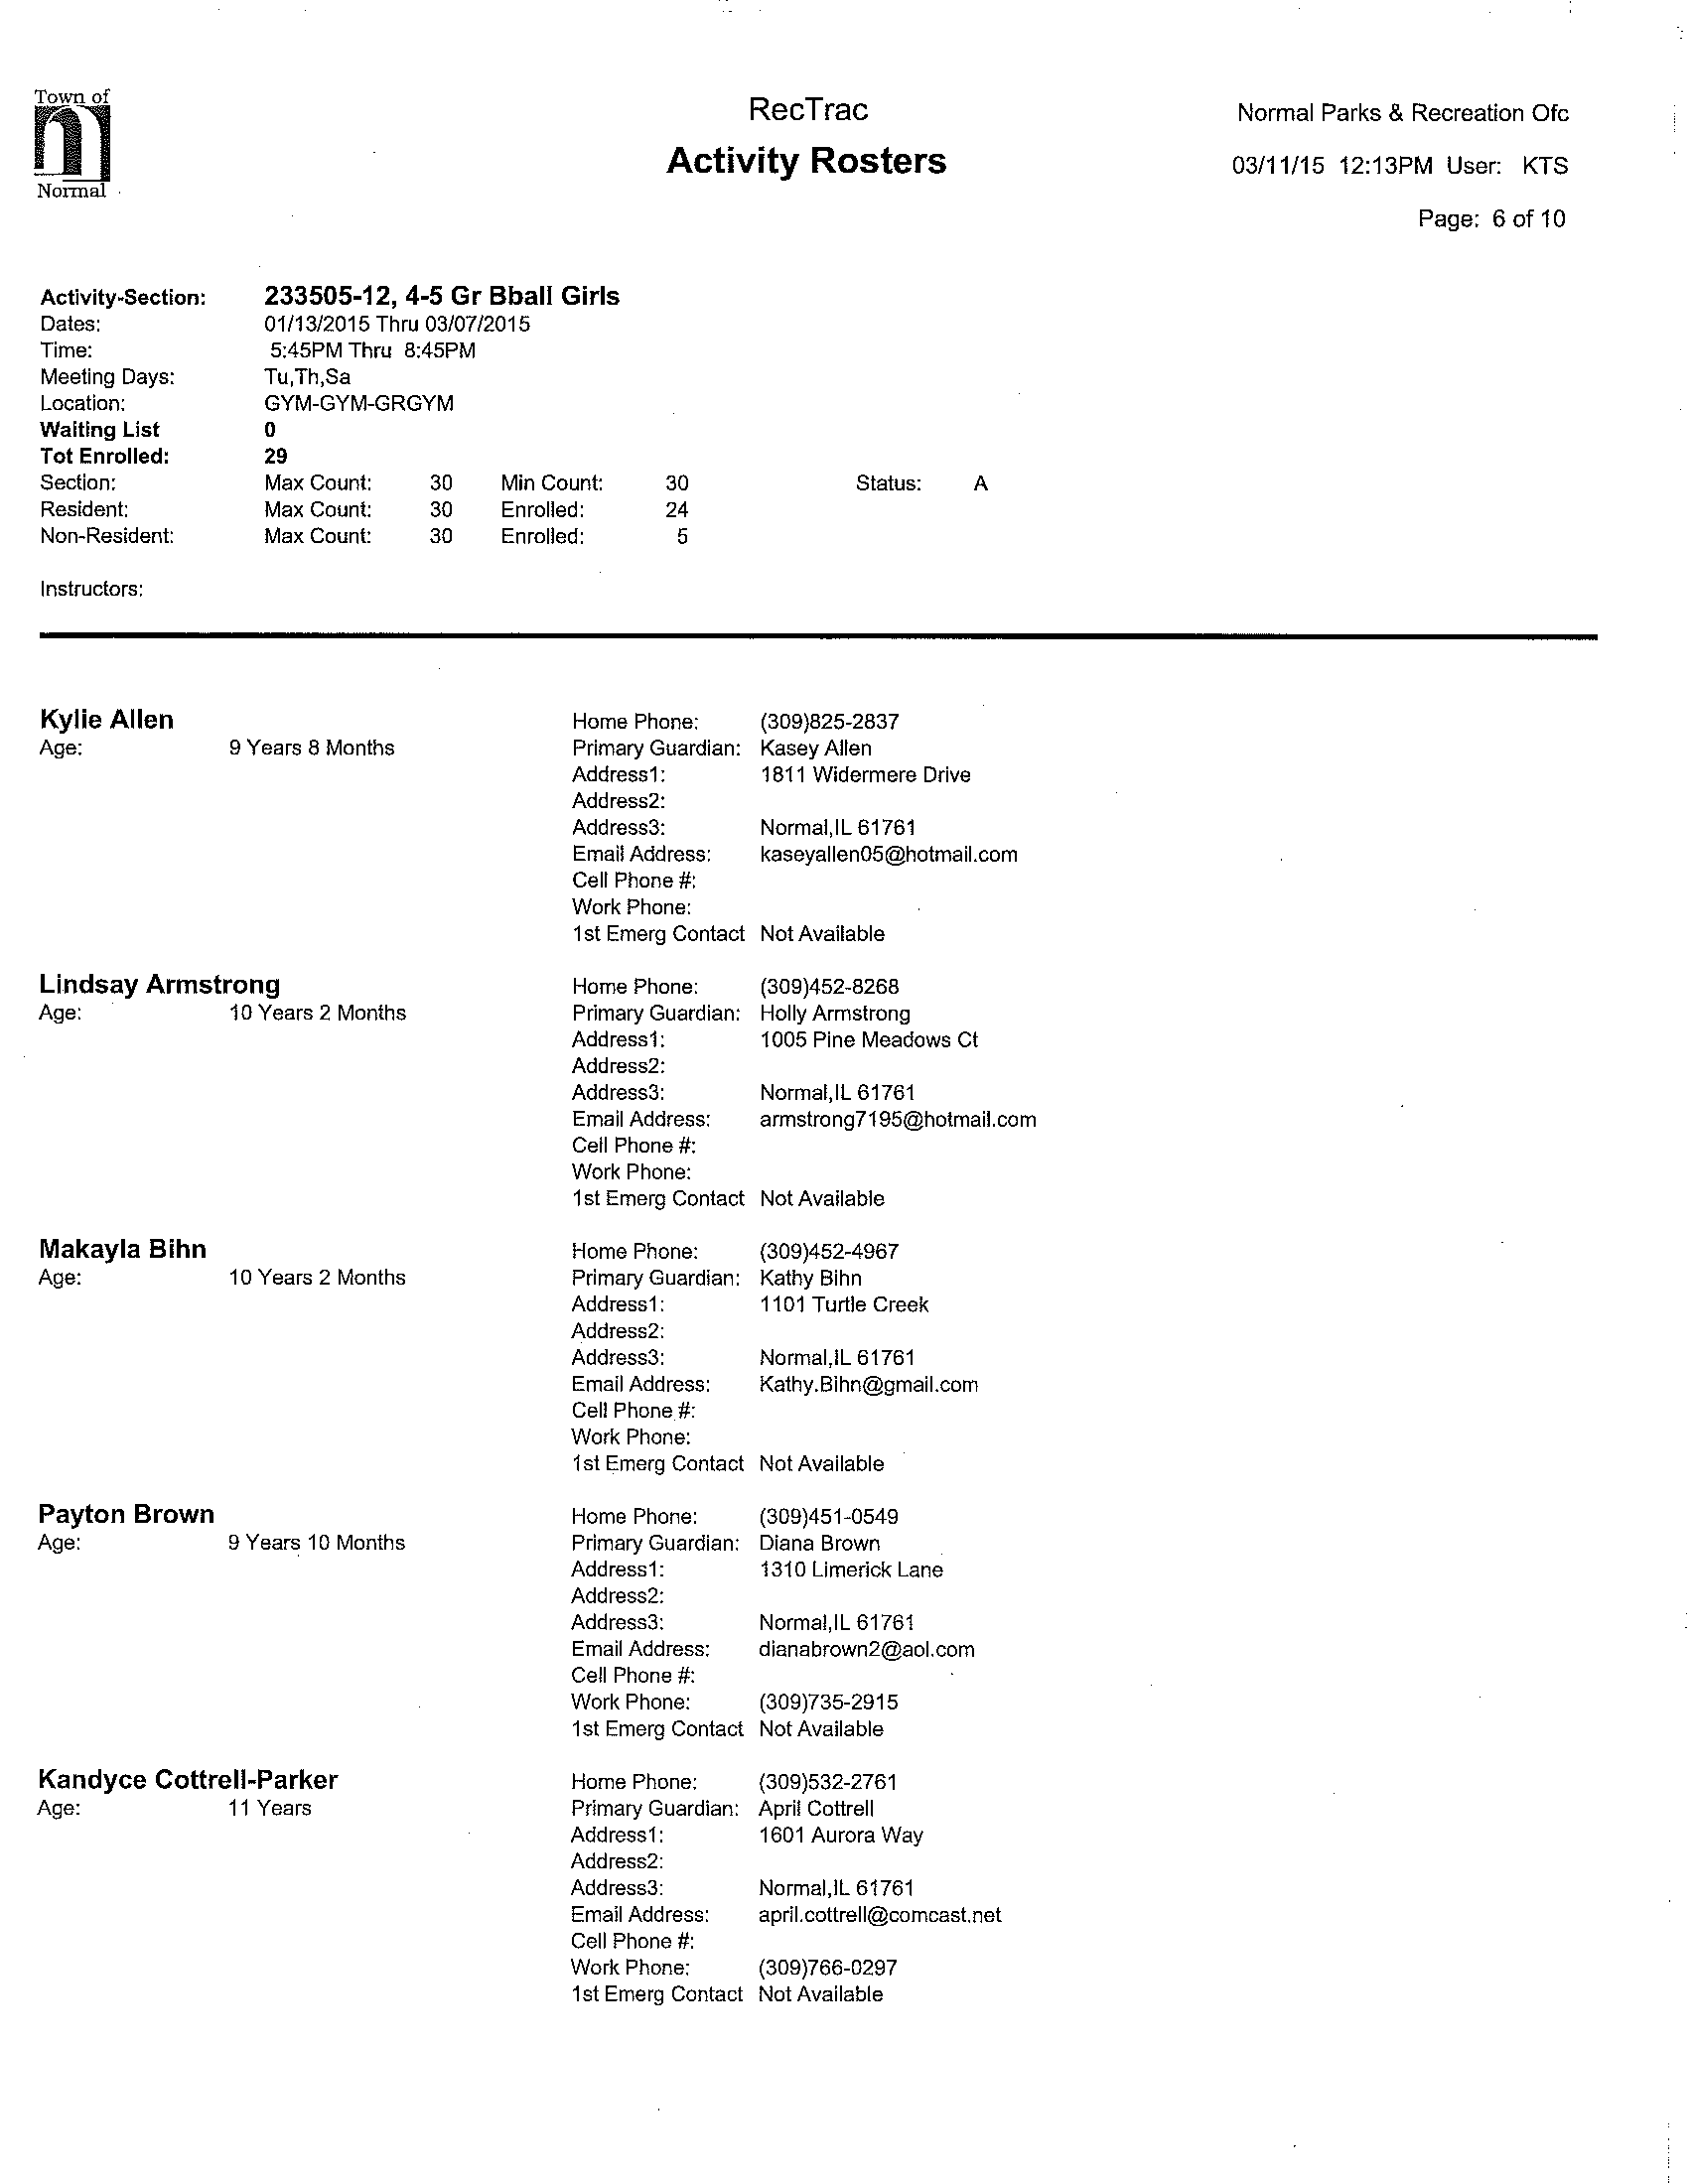 Town of
Normal
RecTrac
Activity Rosters
Normal Parks & Recreation Ofc
03/11/15 12:13PM User: KTS
Page: 6 of 10
Activity-Section: 233505-12, 4-5 Gr Bball Girls
Dates: 01/13/2015 Thru 03/07/2015
Time: 5:45PM Thru 8:45PM
Meeting Days: Tu,Th,Sa
Location: GYM-GYM-GRGYM
Waiting List 0
Tot Enrolled: 29
Section: Max Count: 30 Min Count: 30 Status: A
Resident: Max Count: 30 Enrolled: 24
Non-Resident: Max Count: 30 Enrolled: 5
Instructors:
Kylie Allen Home Phone: (309)825-2837
Age: 9 Years 8 Months Primary Guardian: Kasey Allen
Address1: 1811 Widermere Drive
Address2:
Address3: Normal,IL 61761
Email Address: kaseyallen05@hotmail.com
Cell Phone #:
Work Phone:
1st Emerg Contact Not Available
Lindsay Armstrong Home Phone: (309)452-8268
Age: 10 Years 2 Months Primary Guardian: Holly Armstrong
Address1: 1005 Pine Meadows Ct
Address2:
Address3: Normal,IL 61761
Email Address: armstrong7195@hotmail.com
Cell Phone #:
Work Phone:
1st Emerg Contact Not Available
Makayla Bihn Home Phone: (309)452-4967
Age: 10 Years 2 Months Primary Guardian: Kathy Bihn
Address1: 1101 Turtle Creek
Address2:
Address3: Normal,IL 61761
Email Address: Kathy.Bihn@gmail.com
Cell Phone #:
Work Phone:
1st Emerg Contact Not Available
Payton Brown Home Phone: (309)451-0549
Age: 9 Years 10 Months Primary Guardian: Diana Brown
Address1: 1310 Limerick Lane
Address2:
Address3: Normal,IL 61761
Email Address: dianabrown2@aol.com
Cell Phone #:
Work Phone: (309)735-2915
1st Emerg Contact Not Available
Kandyce Cottrell-Parker Home Phone: (309)532-2761
Age: 11 Years Primary Guardian: April Cottrell
Address1: 1601 Aurora Way
Address2:
Address3: Normal,IL 61761
Email Address: april.cottrell@comcast.net
Cell Phone #:
Work Phone: (309)766-0297
1st Emerg Contact Not Available